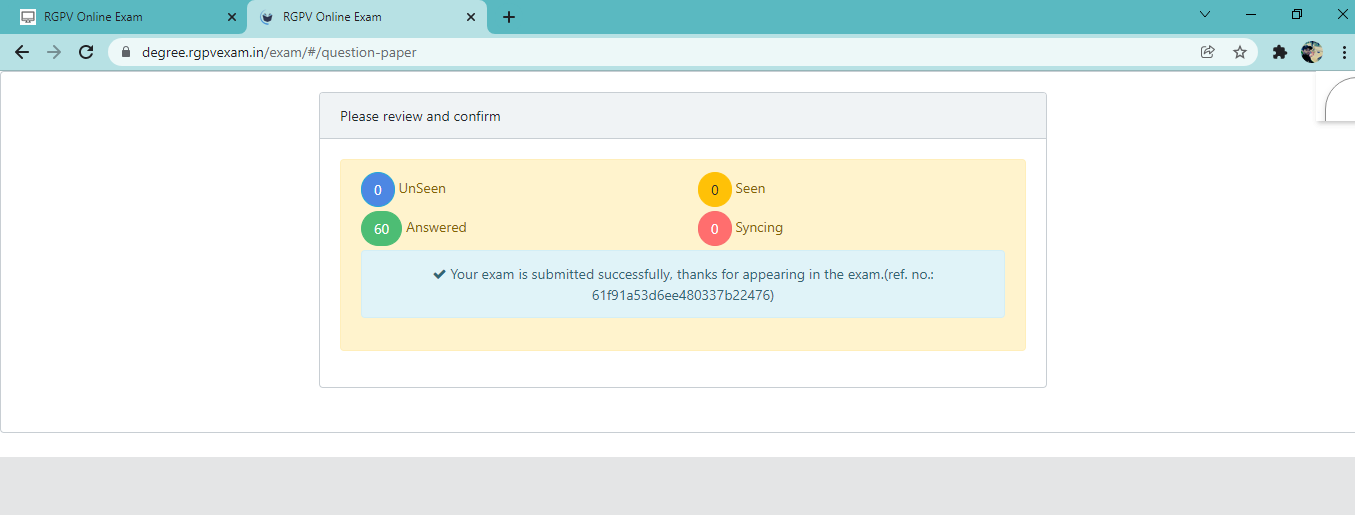 RGPV Online Exam
RGPV Online Exam
degree.rgpvexam.in/exam/#/question-paper
Please review and confirm
0 UnSeen
0 Seen
60 Answered
0 Syncing
Your exam is submitted successfully, thanks for appearing in the exam.(ref. no.:
61f91a53d6ee480337b22476)